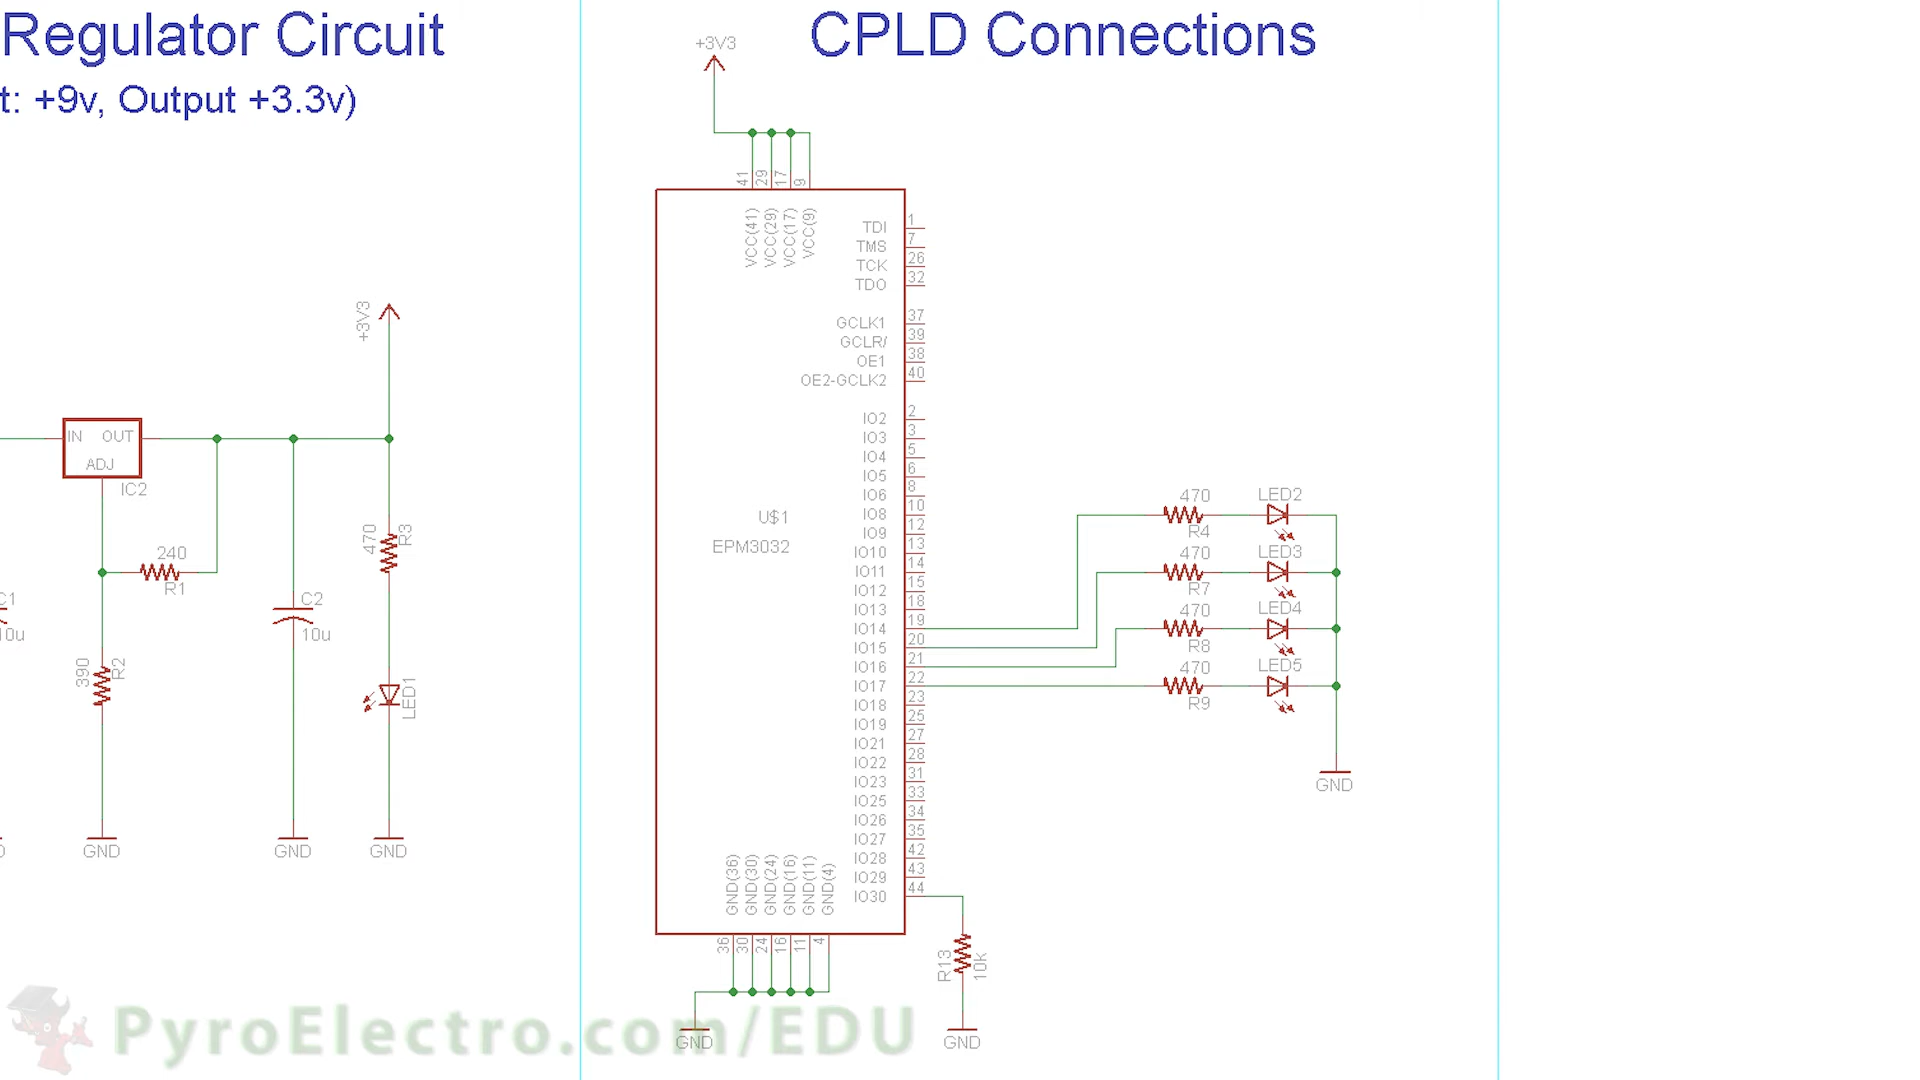 Regulator Circuit
t: +9v, Output +3.3v)
+3V3
IN OUT
ADJ
IC2
240
R1
390
R2
C1
10u
C2
10u
470
R3
LED1
GND
GND
GND
CPLD Connections
+3V3
41
29
17
9
VCC(41)
VCC(29)
VCC(17)
VCC(9)
TDI 1
TMS 7
TCK 26
TDO 32
GCLK1 37
GCLR/ 39
OE1 38
OE2-GCLK2 40
IO2 2
IO3 3
IO4 5
IO5 6
IO6 8
IO8 10
IO9 12
IO10 13
IO11 14
IO12 15
IO13 18
IO14 19
IO15 20
IO16 21
IO17 22
IO18 23
IO19 25
IO21 27
IO22 28
IO23 31
IO25 33
IO26 34
IO27 35
IO28 42
IO29 43
IO30 44
U$1
EPM3032
GND(36)
GND(30)
GND(24)
GND(16)
GND(11)
GND(4)
36
30
24
16
11
4
GND
470 LED2
R4
470 LED3
R7
470 LED4
R8
470 LED5
R9
GND
R13
10K
GND
PyroElectro.com/EDU